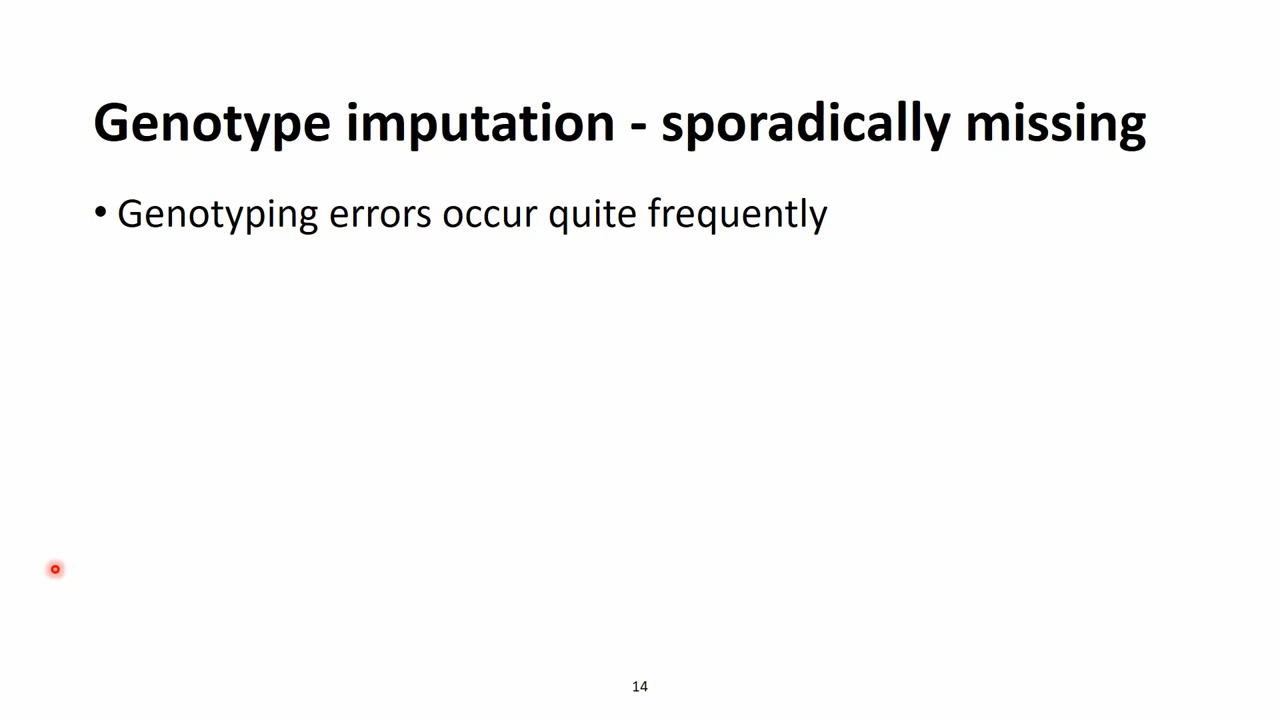 Genotype imputation - sporadically missing
• Genotyping errors occur quite frequently
14